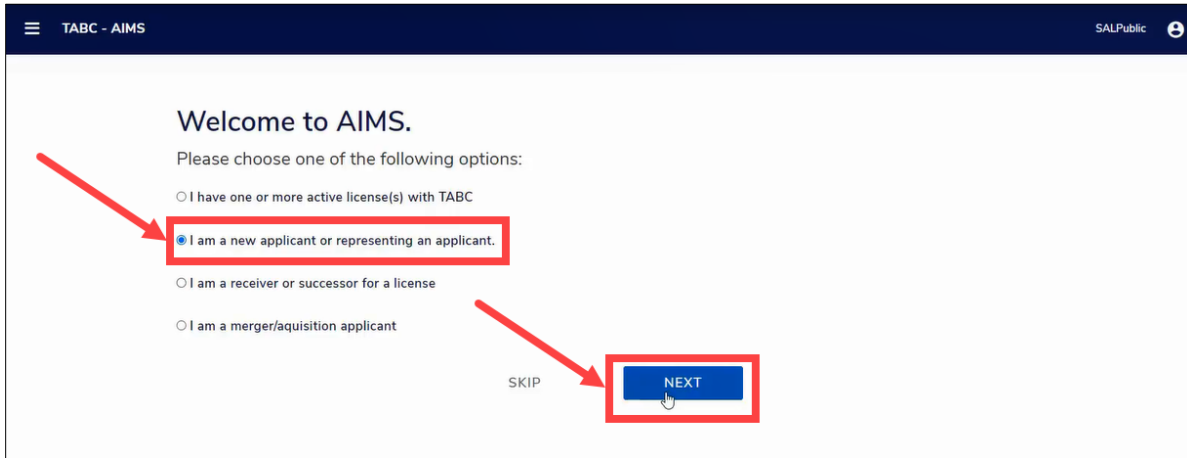 TABC - AIMS
SALPublic
Welcome to AIMS.
Please choose one of the following options:
I have one or more active license(s) with TABC
I am a new applicant or representing an applicant.
I am a receiver or successor for a license
I am a merger/aquisition applicant
SKIP
NEXT